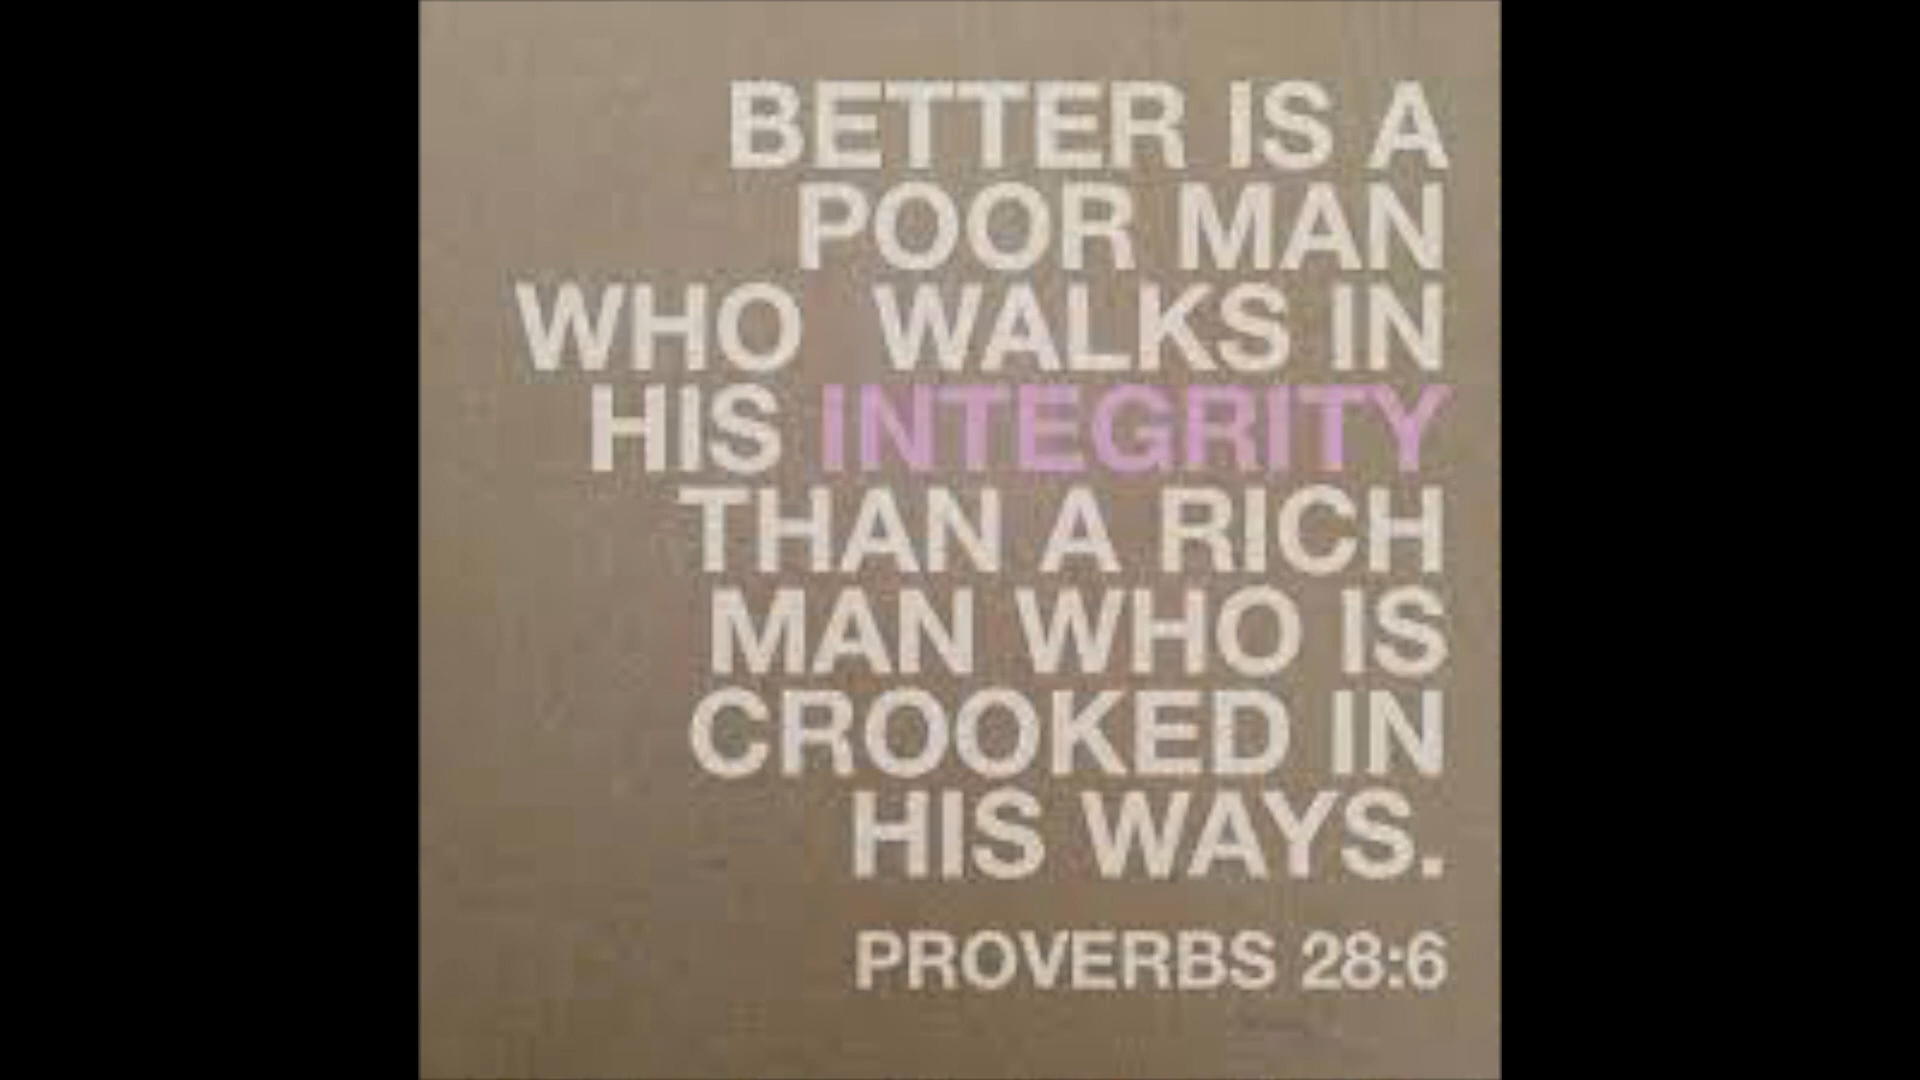 BETTER IS A
POOR MAN
WHO WALKS IN
HIS INTEGRITY
THAN A RICH
MAN WHO IS
CROOKED IN
HIS WAYS.
PROVERBS 28:6